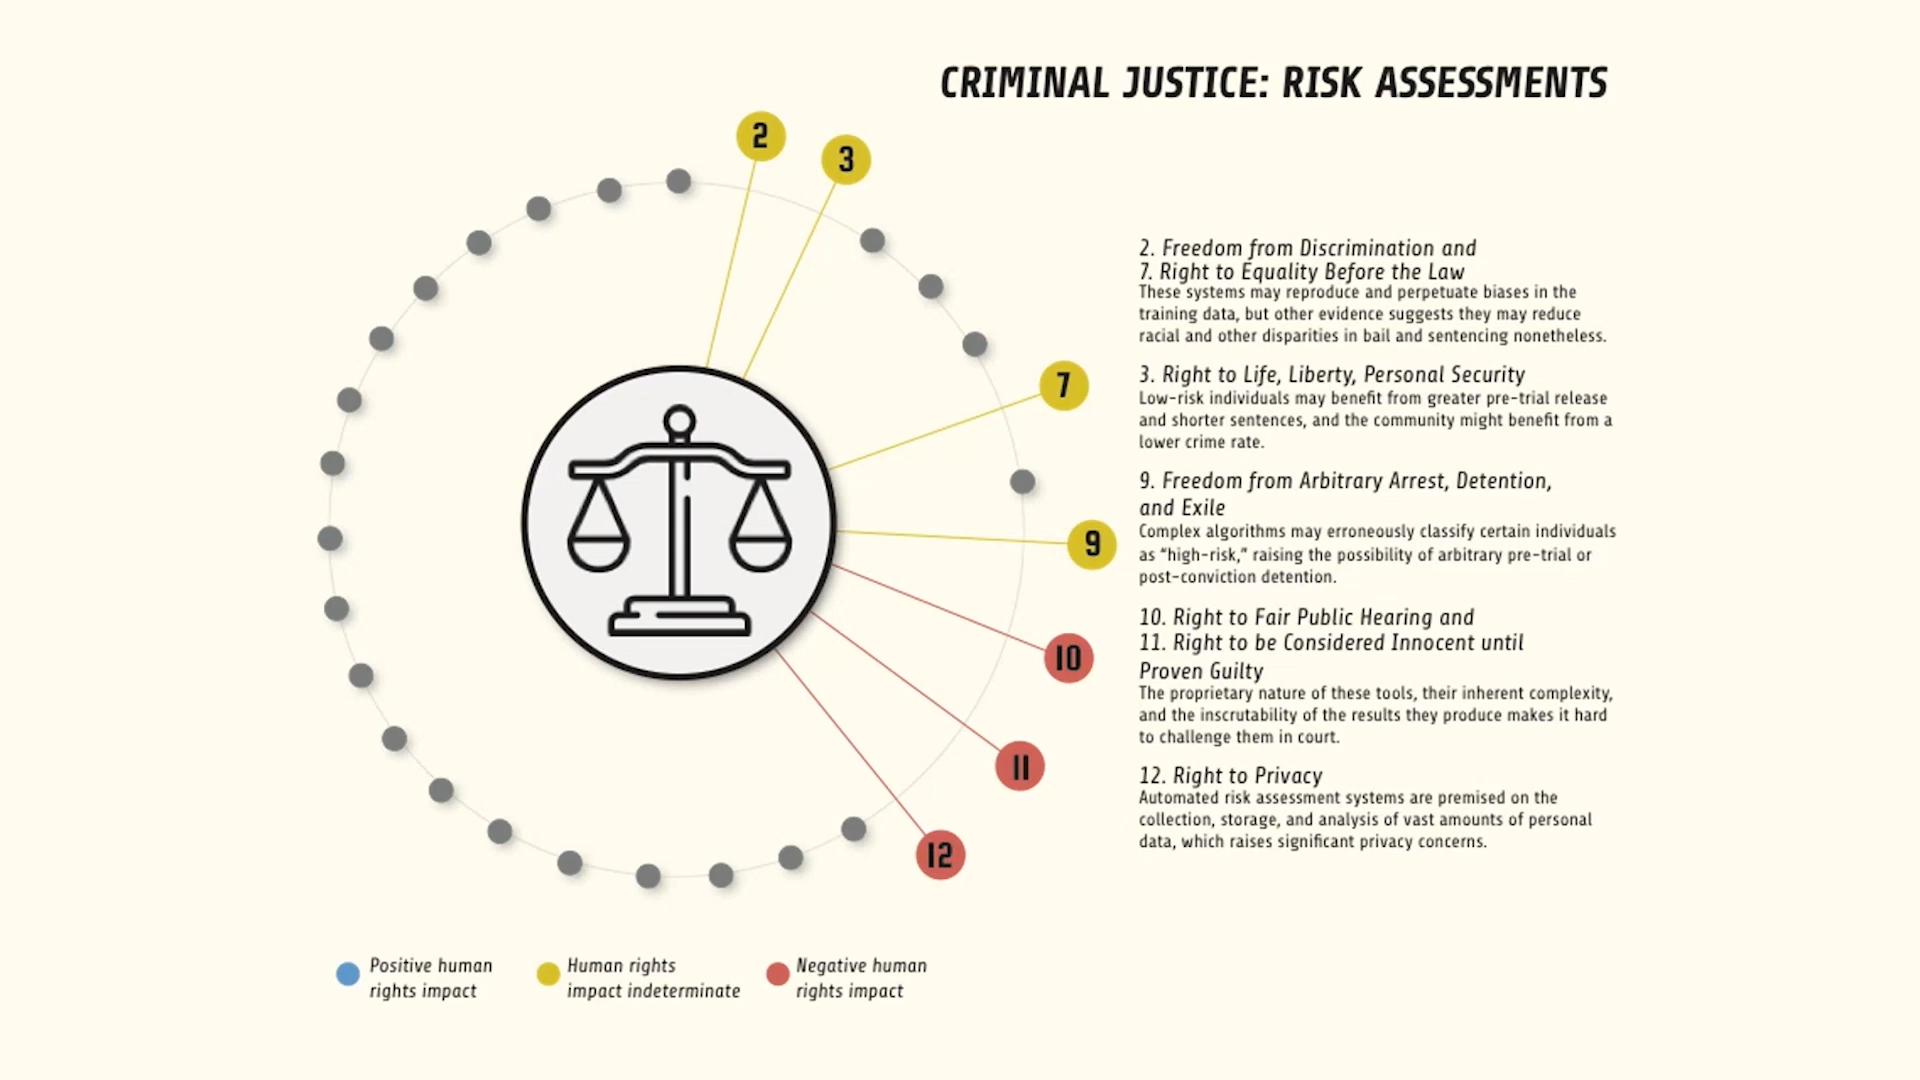 CRIMINAL JUSTICE: RISK ASSESSMENTS
2
3
7
9
10
11
12
2. Freedom from Discrimination and
7. Right to Equality Before the Law
These systems may reproduce and perpetuate biases in the
training data, but other evidence suggests they may reduce
racial and other disparities in bail and sentencing nonetheless.
3. Right to Life, Liberty, Personal Security
Low-risk individuals may benefit from greater pre-trial release
and shorter sentences, and the community might benefit from a
lower crime rate.
9. Freedom from Arbitrary Arrest, Detention,
and Exile
Complex algorithms may erroneously classify certain individuals
as “high-risk,” raising the possibility of arbitrary pre-trial or
post-conviction detention.
10. Right to Fair Public Hearing and
11. Right to be Considered Innocent until
Proven Guilty
The proprietary nature of these tools, their inherent complexity,
and the inscrutability of the results they produce makes it hard
to challenge them in court.
12. Right to Privacy
Automated risk assessment systems are premised on the
collection, storage, and analysis of vast amounts of personal
data, which raises significant privacy concerns.
Positive human
rights impact
Human rights
impact indeterminate
Negative human
rights impact